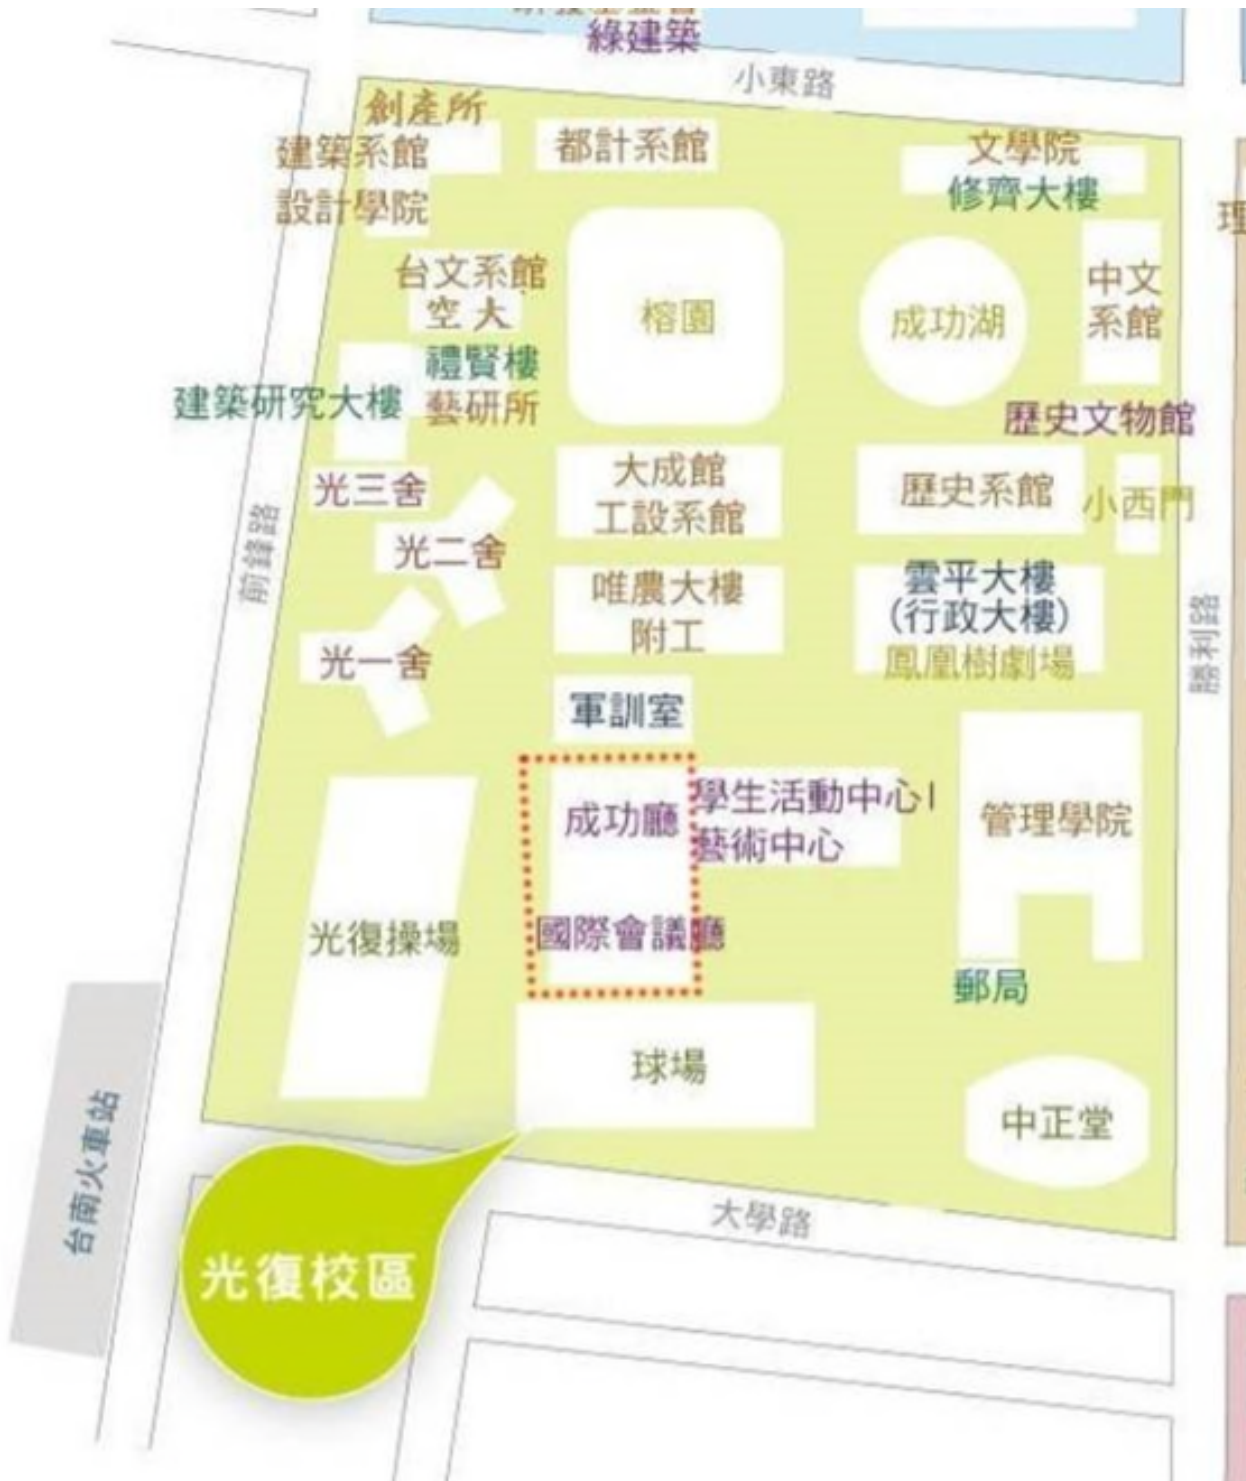 綠建築
小東路
創產所
建築系館
設計學院
都計系館
文學院
修齊大樓
理
台文系館
空大
榕園
成功湖
中文
系館
禮賢樓
藝研所
建築研究大樓
歷史文物館
光三舍
大成館
工設系館
歷史系館
小西門
前鋒路
光二舍
唯農大樓
附工
雲平大樓
(行政大樓)
鳳凰樹劇場
勝利路
光一舍
軍訓室
成功廳
學生活動中心I
藝術中心
管理學院
光復操場
國際會議廳
郵局
球場
中正堂
台南火車站
大學路
光復校區